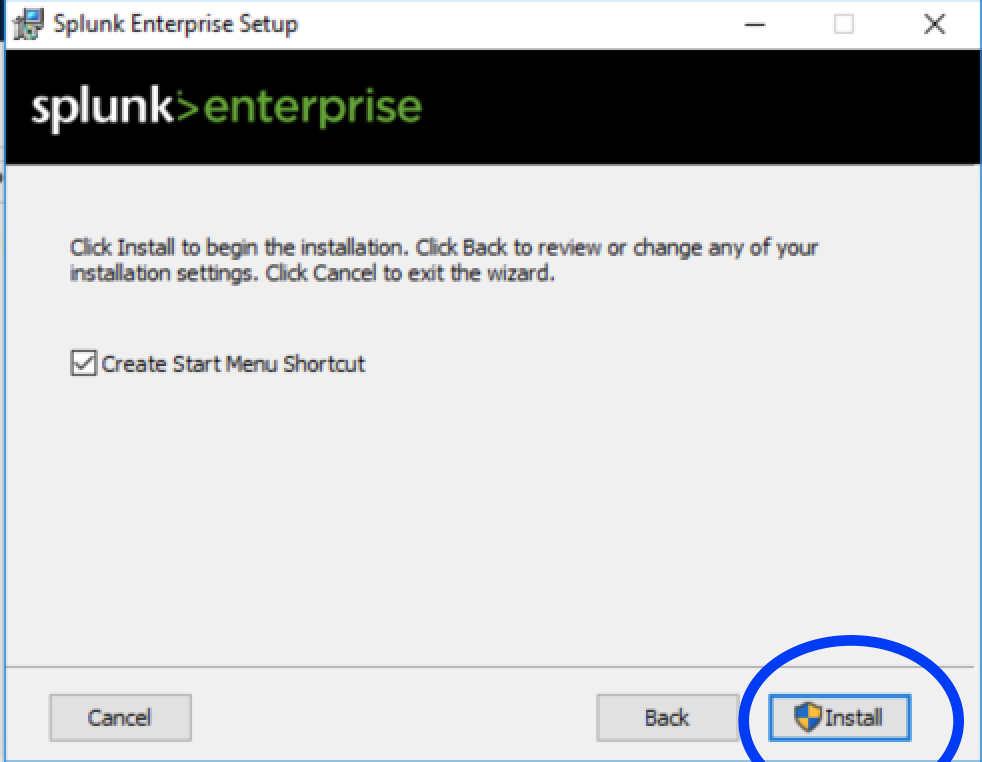 Splunk Enterprise Setup
splunk>enterprise
Click Install to begin the installation. Click Back to review or change any of your
installation settings. Click Cancel to exit the wizard.
Create Start Menu Shortcut
Cancel
Back
Install